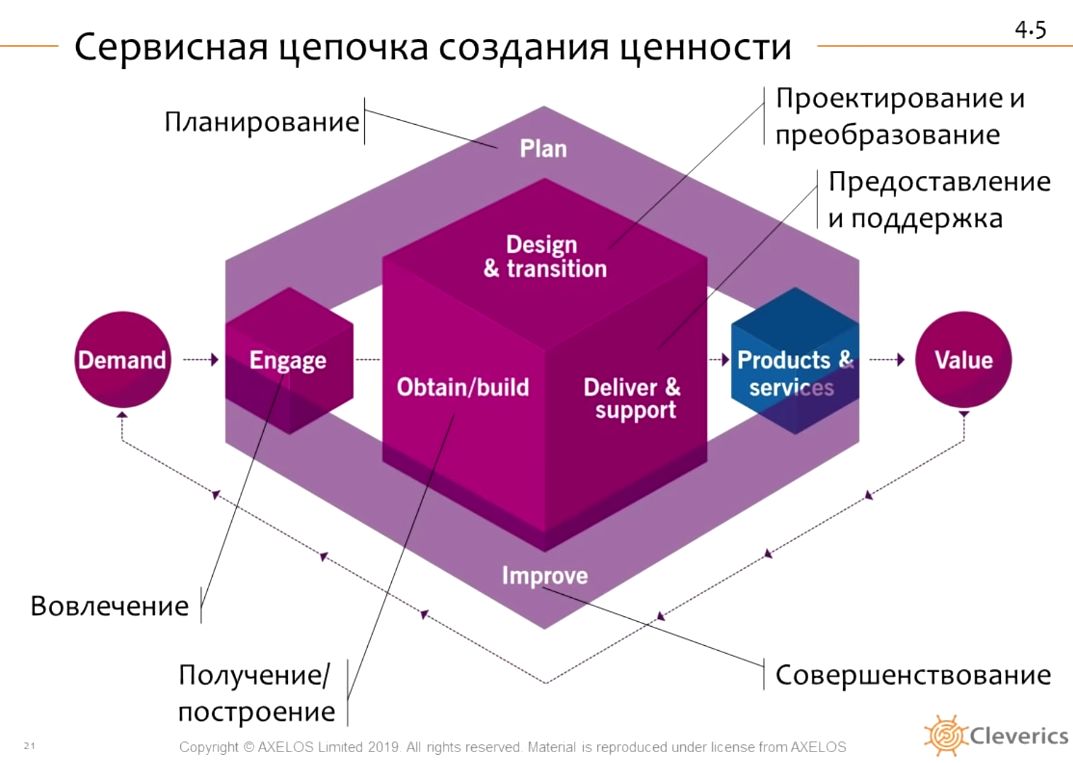 4.5
Сервисная цепочка создания ценности
Планирование
Проектирование и
преобразование
Предоставление
и поддержка
Plan
Design
& transition
Demand
Engage
Obtain/build
Deliver &
support
Products &
services
Value
Improve
Вовлечение
Получение/
построение
Совершенствование
21
Copyright © AXELOS Limited 2019. All rights reserved. Material is reproduced under license from AXELOS
Cleverics